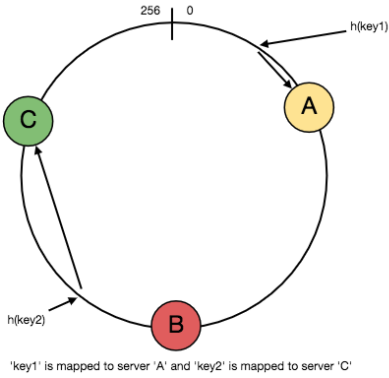 256 0
h(key1)
A
C
h(key2)
B
'key1' is mapped to server 'A' and 'key2' is mapped to server 'C'